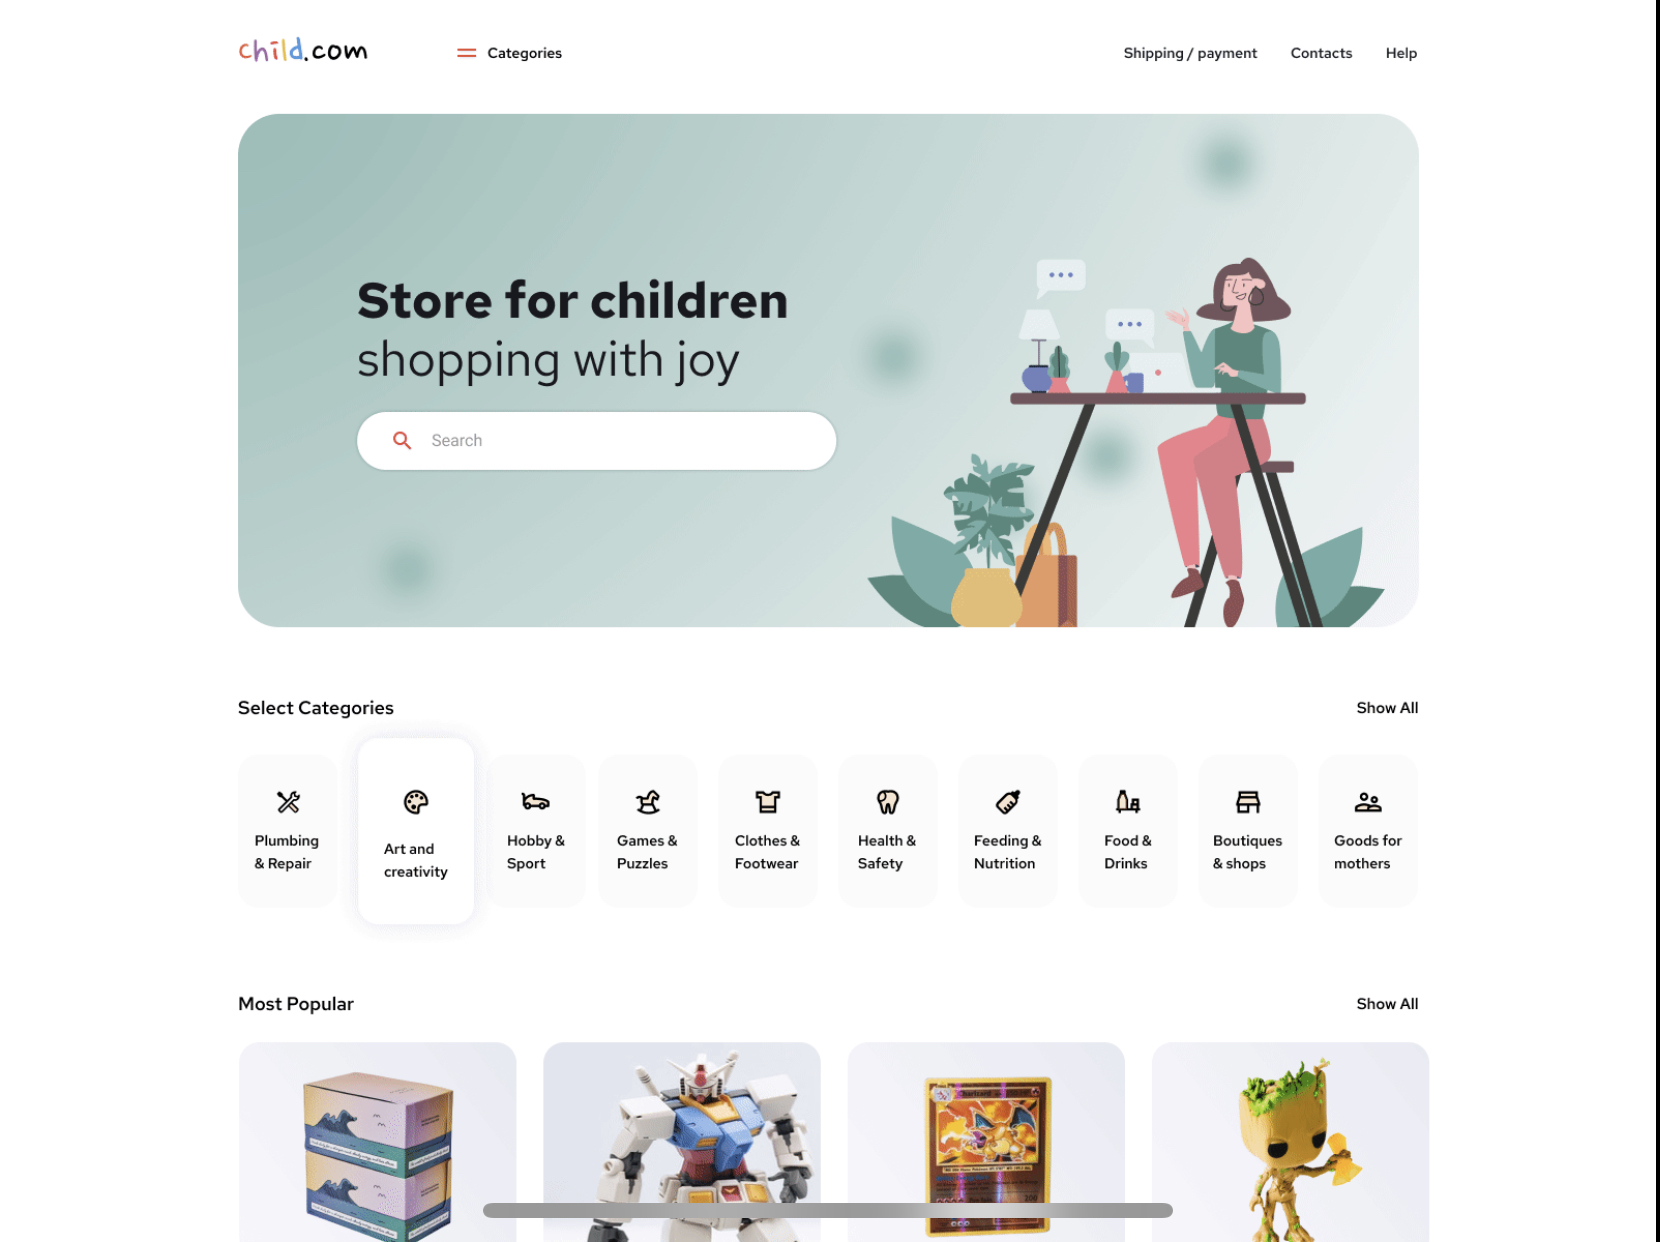 child.com
Categories
Shipping / payment
Contacts
Help
Store for children
shopping with joy
Search
Select Categories
Show All
Plumbing
& Repair
Art and
creativity
Hobby &
Sport
Games &
Puzzles
Clothes &
Footwear
Health &
Safety
Feeding &
Nutrition
Food &
Drinks
Boutiques
& shops
Goods for
mothers
Most Popular
Show All
Charizard